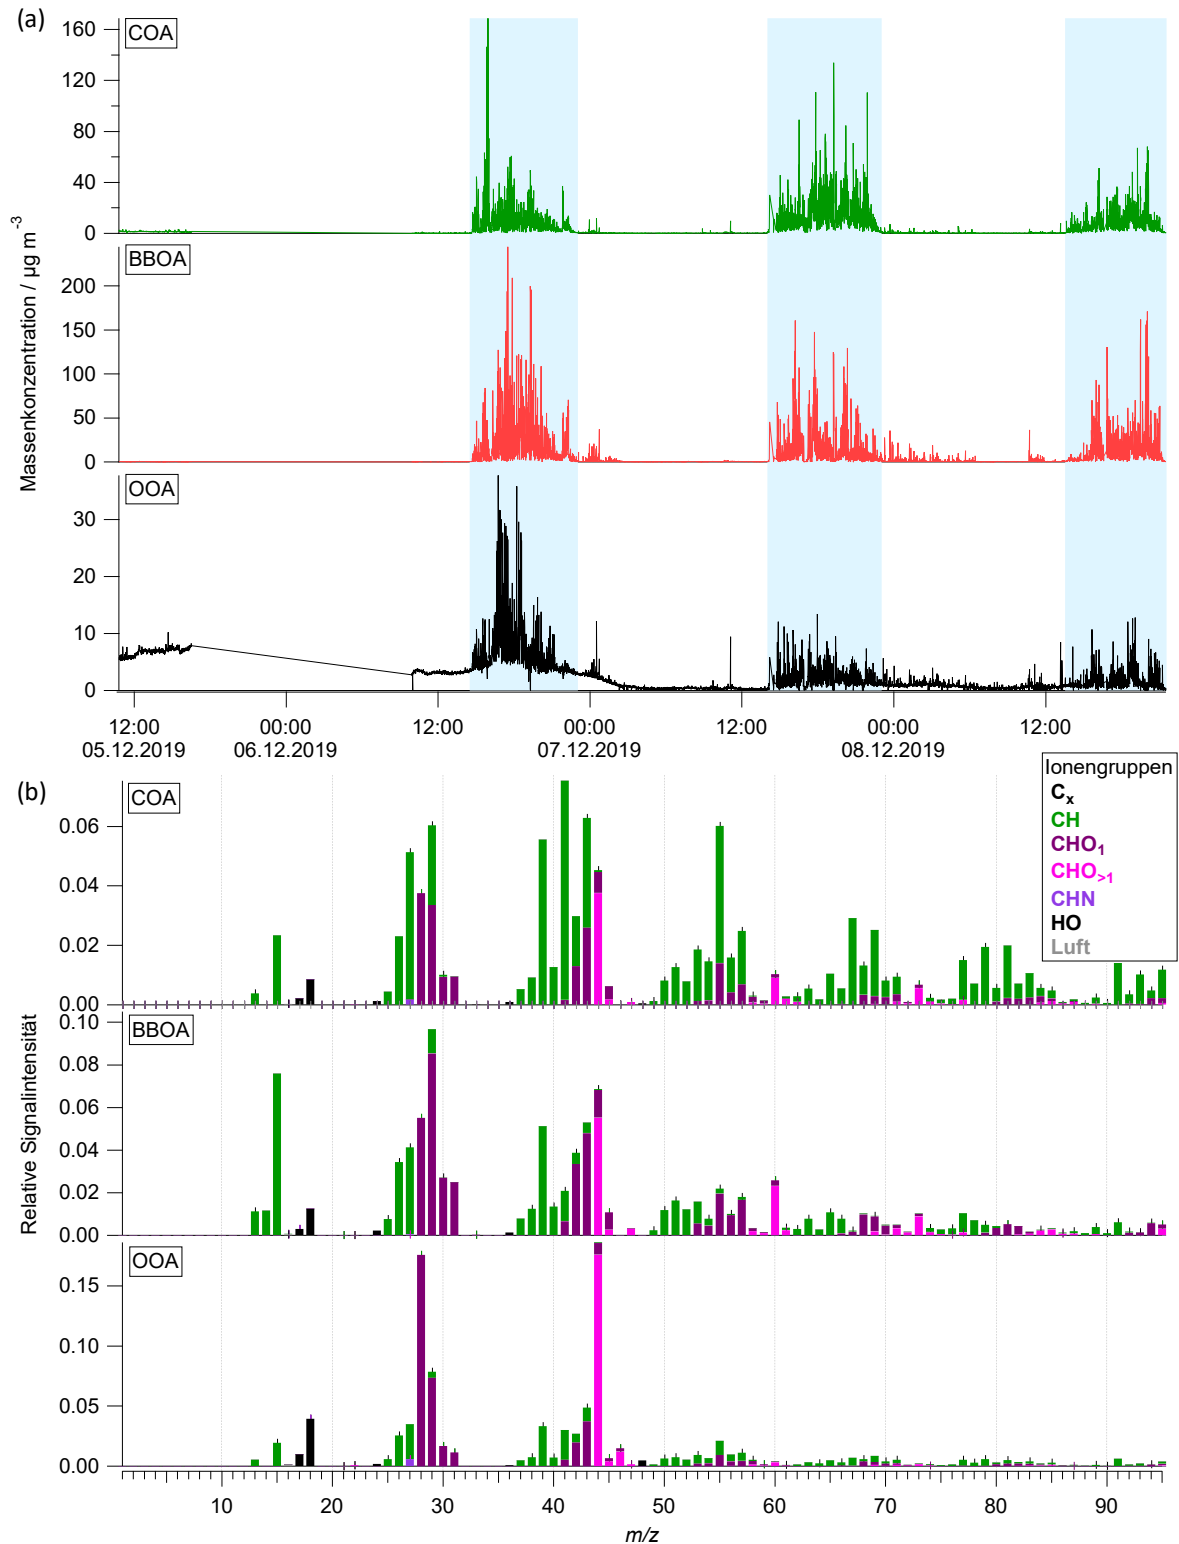 (a)
COA
160
120
80
40
0
BBOA
200
150
100
50
0
OOA
30
20
10
0
Massenkonzentration / µg m⁻³
12:00 00:00 12:00 00:00 12:00 00:00 12:00
05.12.2019 06.12.2019 07.12.2019 08.12.2019
(b)
COA
0.06
0.04
0.02
0.00
BBOA
0.10
0.08
0.06
0.04
0.02
0.00
OOA
0.15
0.10
0.05
0.00
Relative Signalintensität
Ionengruppen
Cₓ
CH
CHO₁
CHO>₁
CHN
HO
Luft
10 20 30 40 50 60 70 80 90
m/z